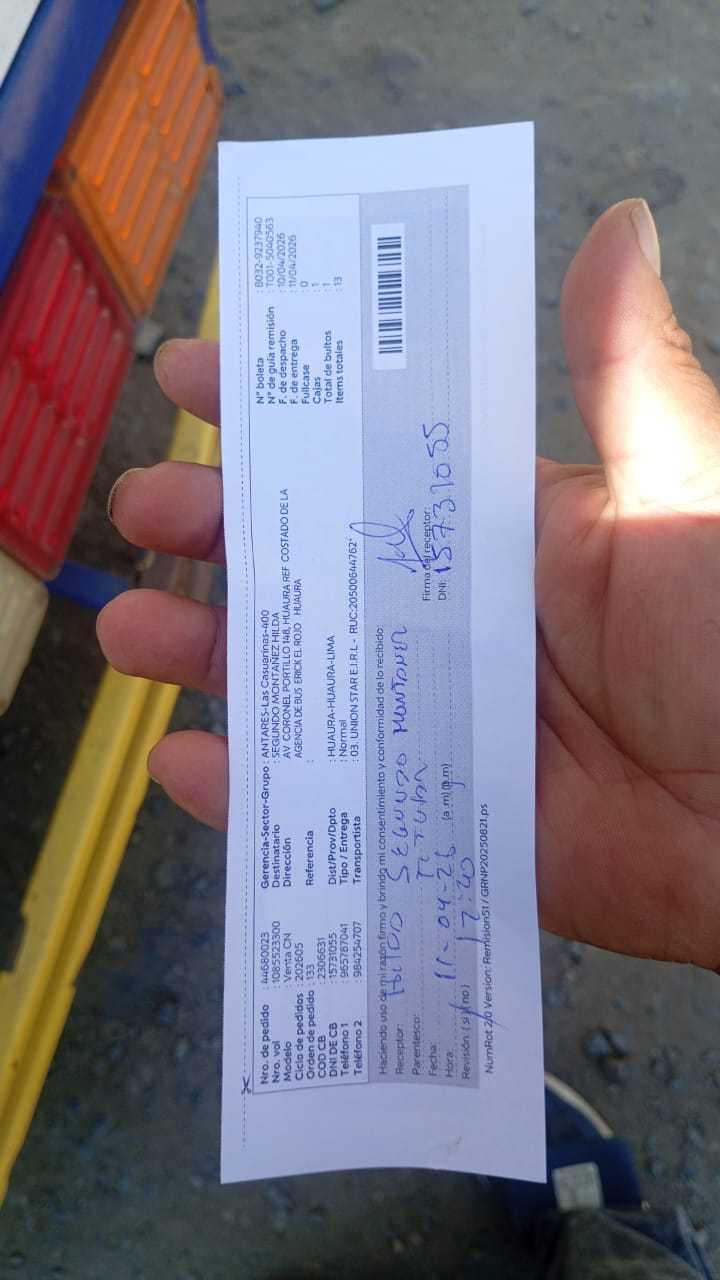 Nro. de pedido : 44680023
Nro. vol : 1085523300
Modelo : Venta CN
Ciclo de pedidos : 202605
Orden de pedido : 133
COD CB : 2306631
DNI DE CB : 15731055
Teléfono 1 : 965787041
Teléfono 2 : 984254707
Gerencia-Sector-Grupo : ANTARES-Las Casuarinas-400
Destinatario : SEGUNDO MONTAÑEZ HILDA
Dirección : AV CORONEL PORTILLO 148, HUAURA REF COSTADO DE LA
AGENCIA DE BUS ERICK EL ROJO HUAURA
Referencia :
Dist/Prov/Dpto : HUAURA-HUAURA-LIMA
Tipo / Entrega : Normal
Transportista : 03. UNION STAR E.I.R.L - RUC:20500644762
N° boleta : B032-9237940
N° de guía remisión : T001-5040563
F. de despacho : 10/04/2026
F. de entrega : 11/04/2026
Fullcase : 0
Cajas : 1
Total de bultos : 1
Items totales : 13
Haciendo uso de mi razón firmo y brindo mi consentimiento y conformidad de lo recibido:
Receptor: HILDA SEGUNDO MONTAÑEZ
Parentesco: TITULAR
Fecha: 11-04-26
Hora: 12:20 (a.m) (p.m)
Revisión: ( si ) ( no )
Firma del receptor:
DNI: 15731055
NumRot 2/0 Version: Remision51 / GRNP20250821.ps